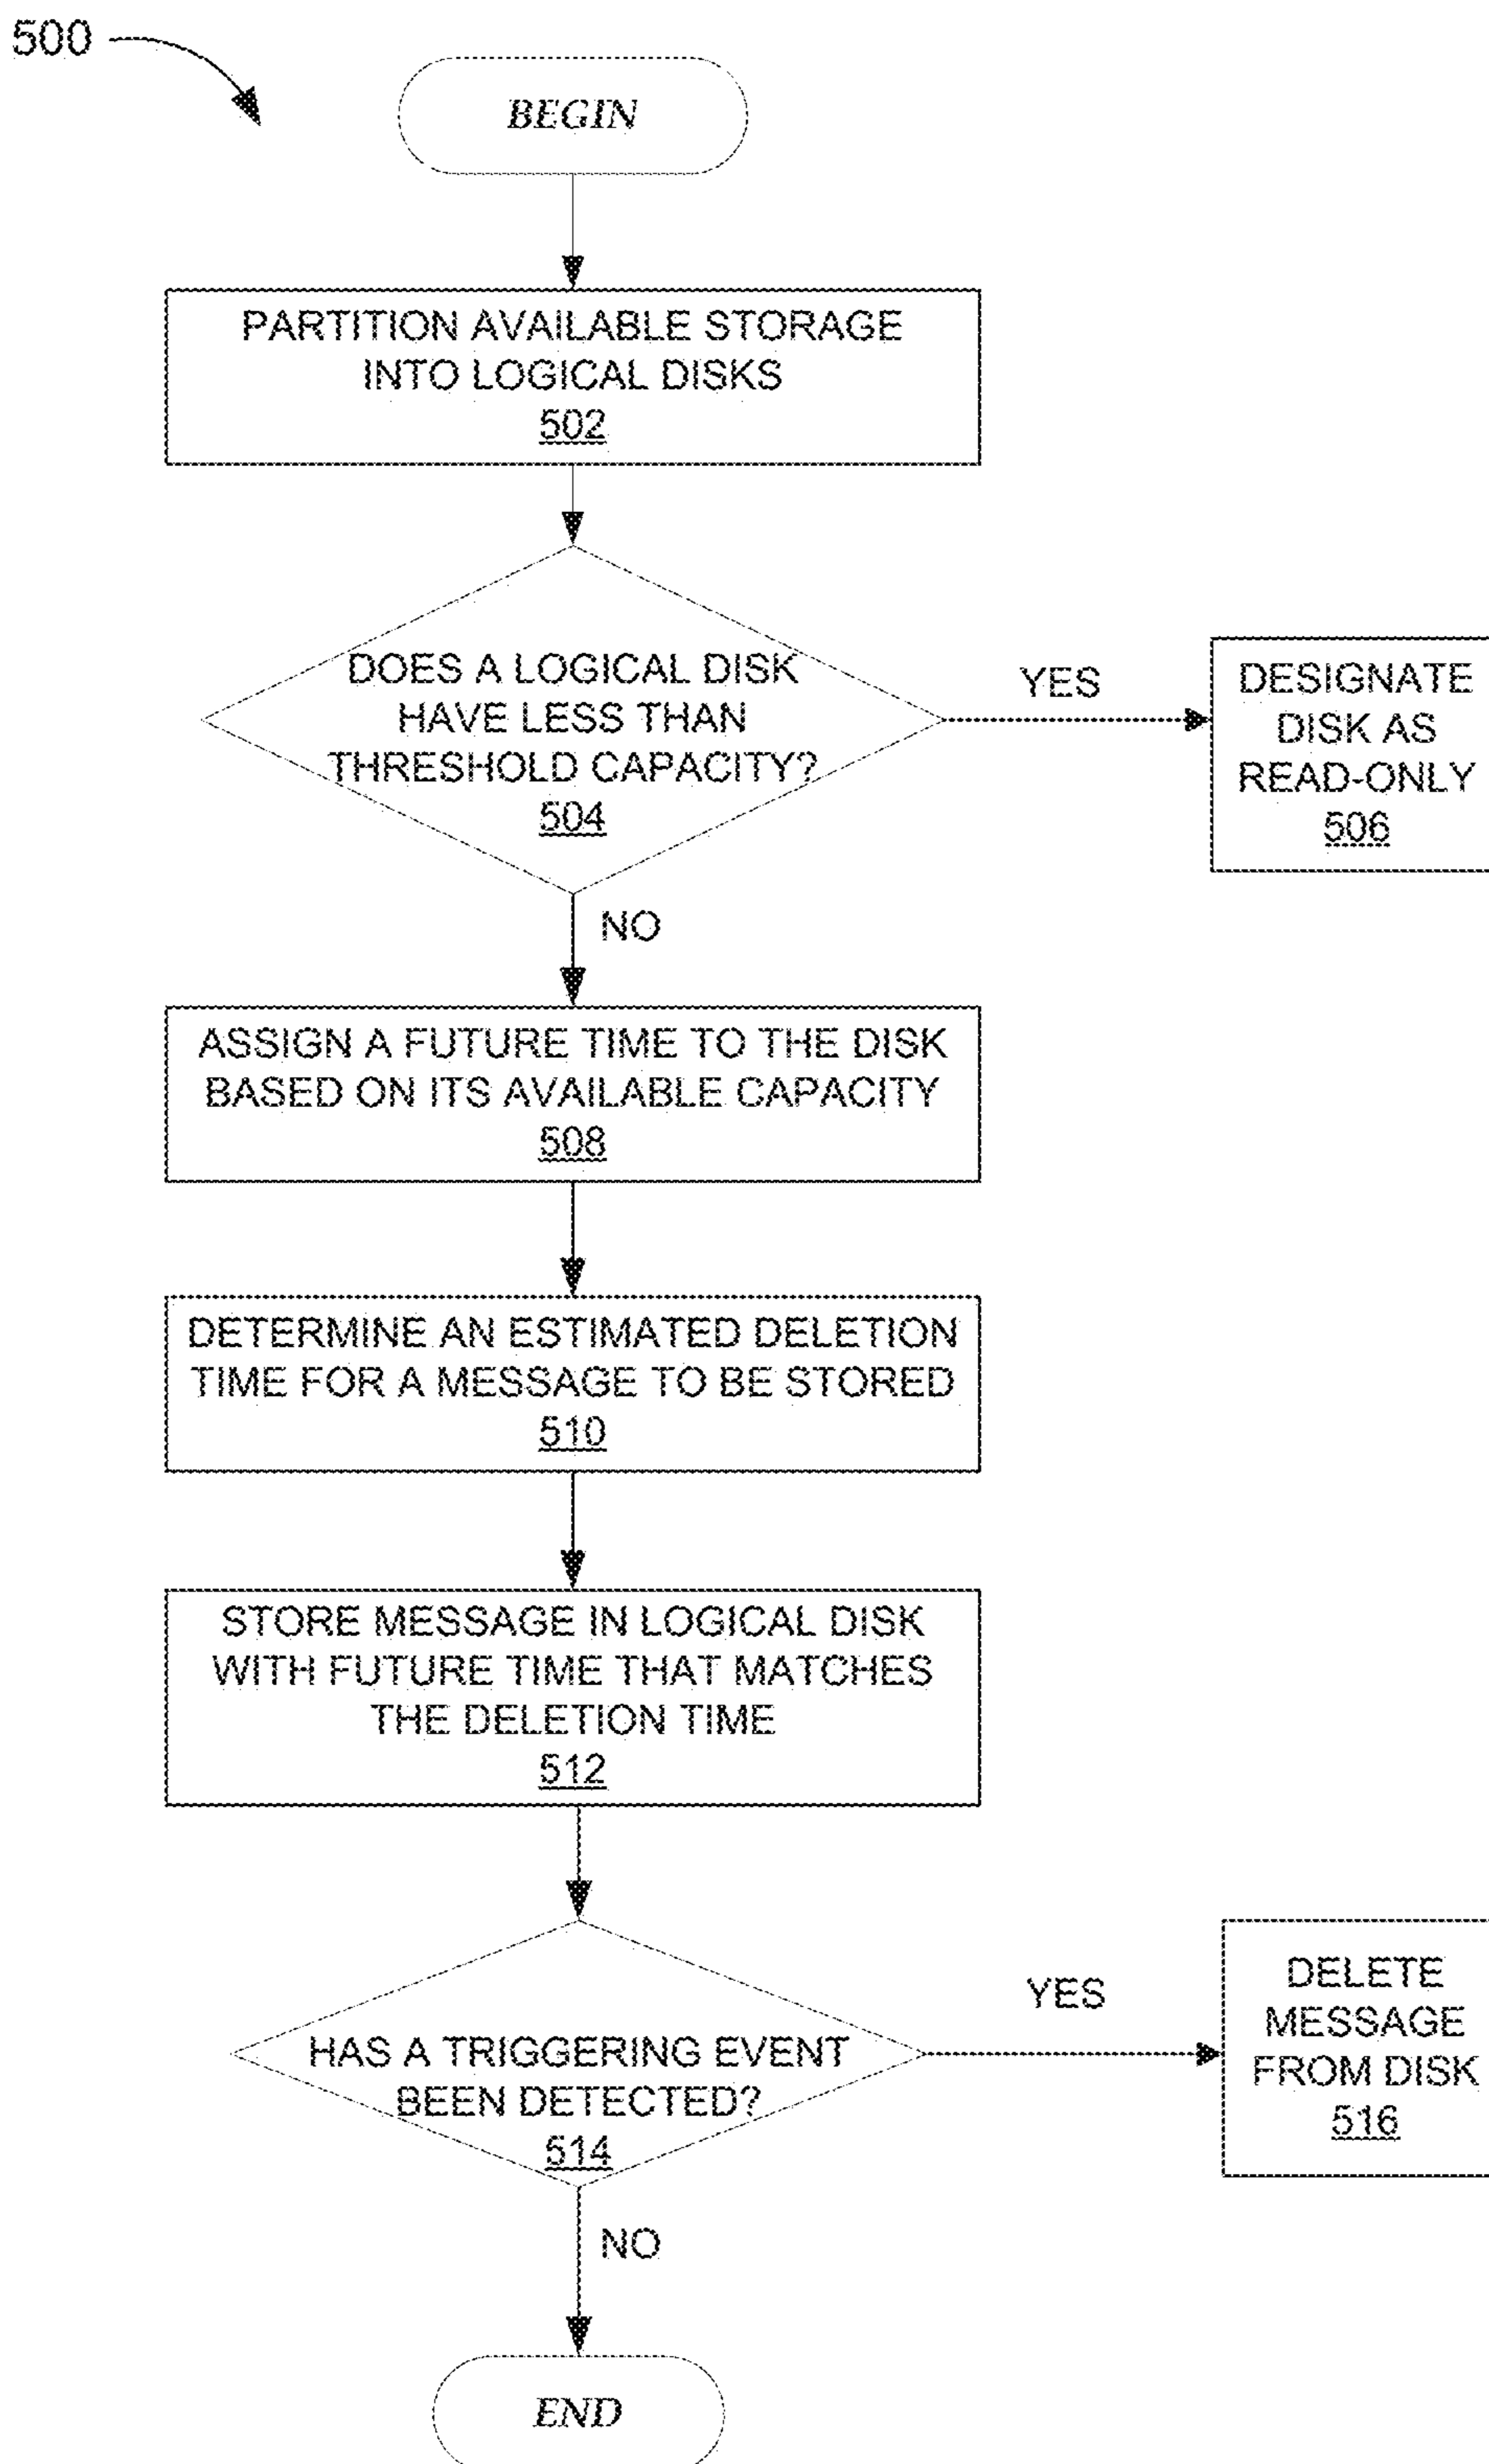 500
BEGIN
PARTITION AVAILABLE STORAGE
INTO LOGICAL DISKS
502
DOES A LOGICAL DISK
HAVE LESS THAN
THRESHOLD CAPACITY?
504
YES
DESIGNATE
DISK AS
READ-ONLY
506
NO
ASSIGN A FUTURE TIME TO THE DISK
BASED ON ITS AVAILABLE CAPACITY
508
DETERMINE AN ESTIMATED DELETION
TIME FOR A MESSAGE TO BE STORED
510
STORE MESSAGE IN LOGICAL DISK
WITH FUTURE TIME THAT MATCHES
THE DELETION TIME
512
HAS A TRIGGERING EVENT
BEEN DETECTED?
514
YES
DELETE
MESSAGE
FROM DISK
516
NO
END